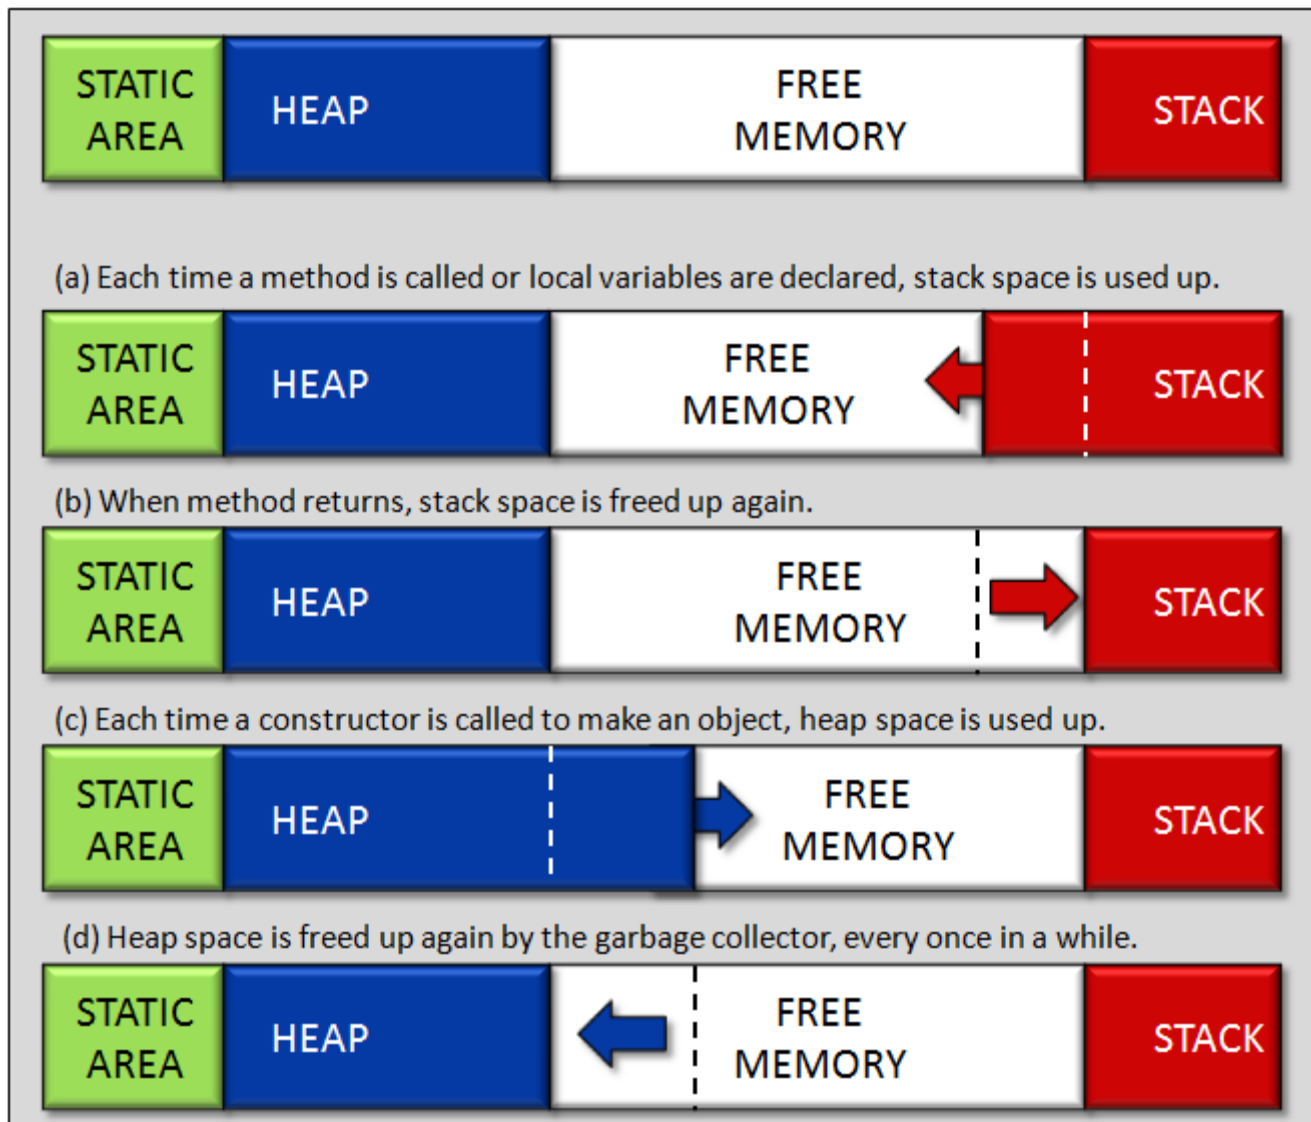 STATIC AREA
HEAP
FREE MEMORY
STACK
(a) Each time a method is called or local variables are declared, stack space is used up.
STATIC AREA
HEAP
FREE MEMORY
STACK
(b) When method returns, stack space is freed up again.
STATIC AREA
HEAP
FREE MEMORY
STACK
(c) Each time a constructor is called to make an object, heap space is used up.
STATIC AREA
HEAP
FREE MEMORY
STACK
(d) Heap space is freed up again by the garbage collector, every once in a while.
STATIC AREA
HEAP
FREE MEMORY
STACK